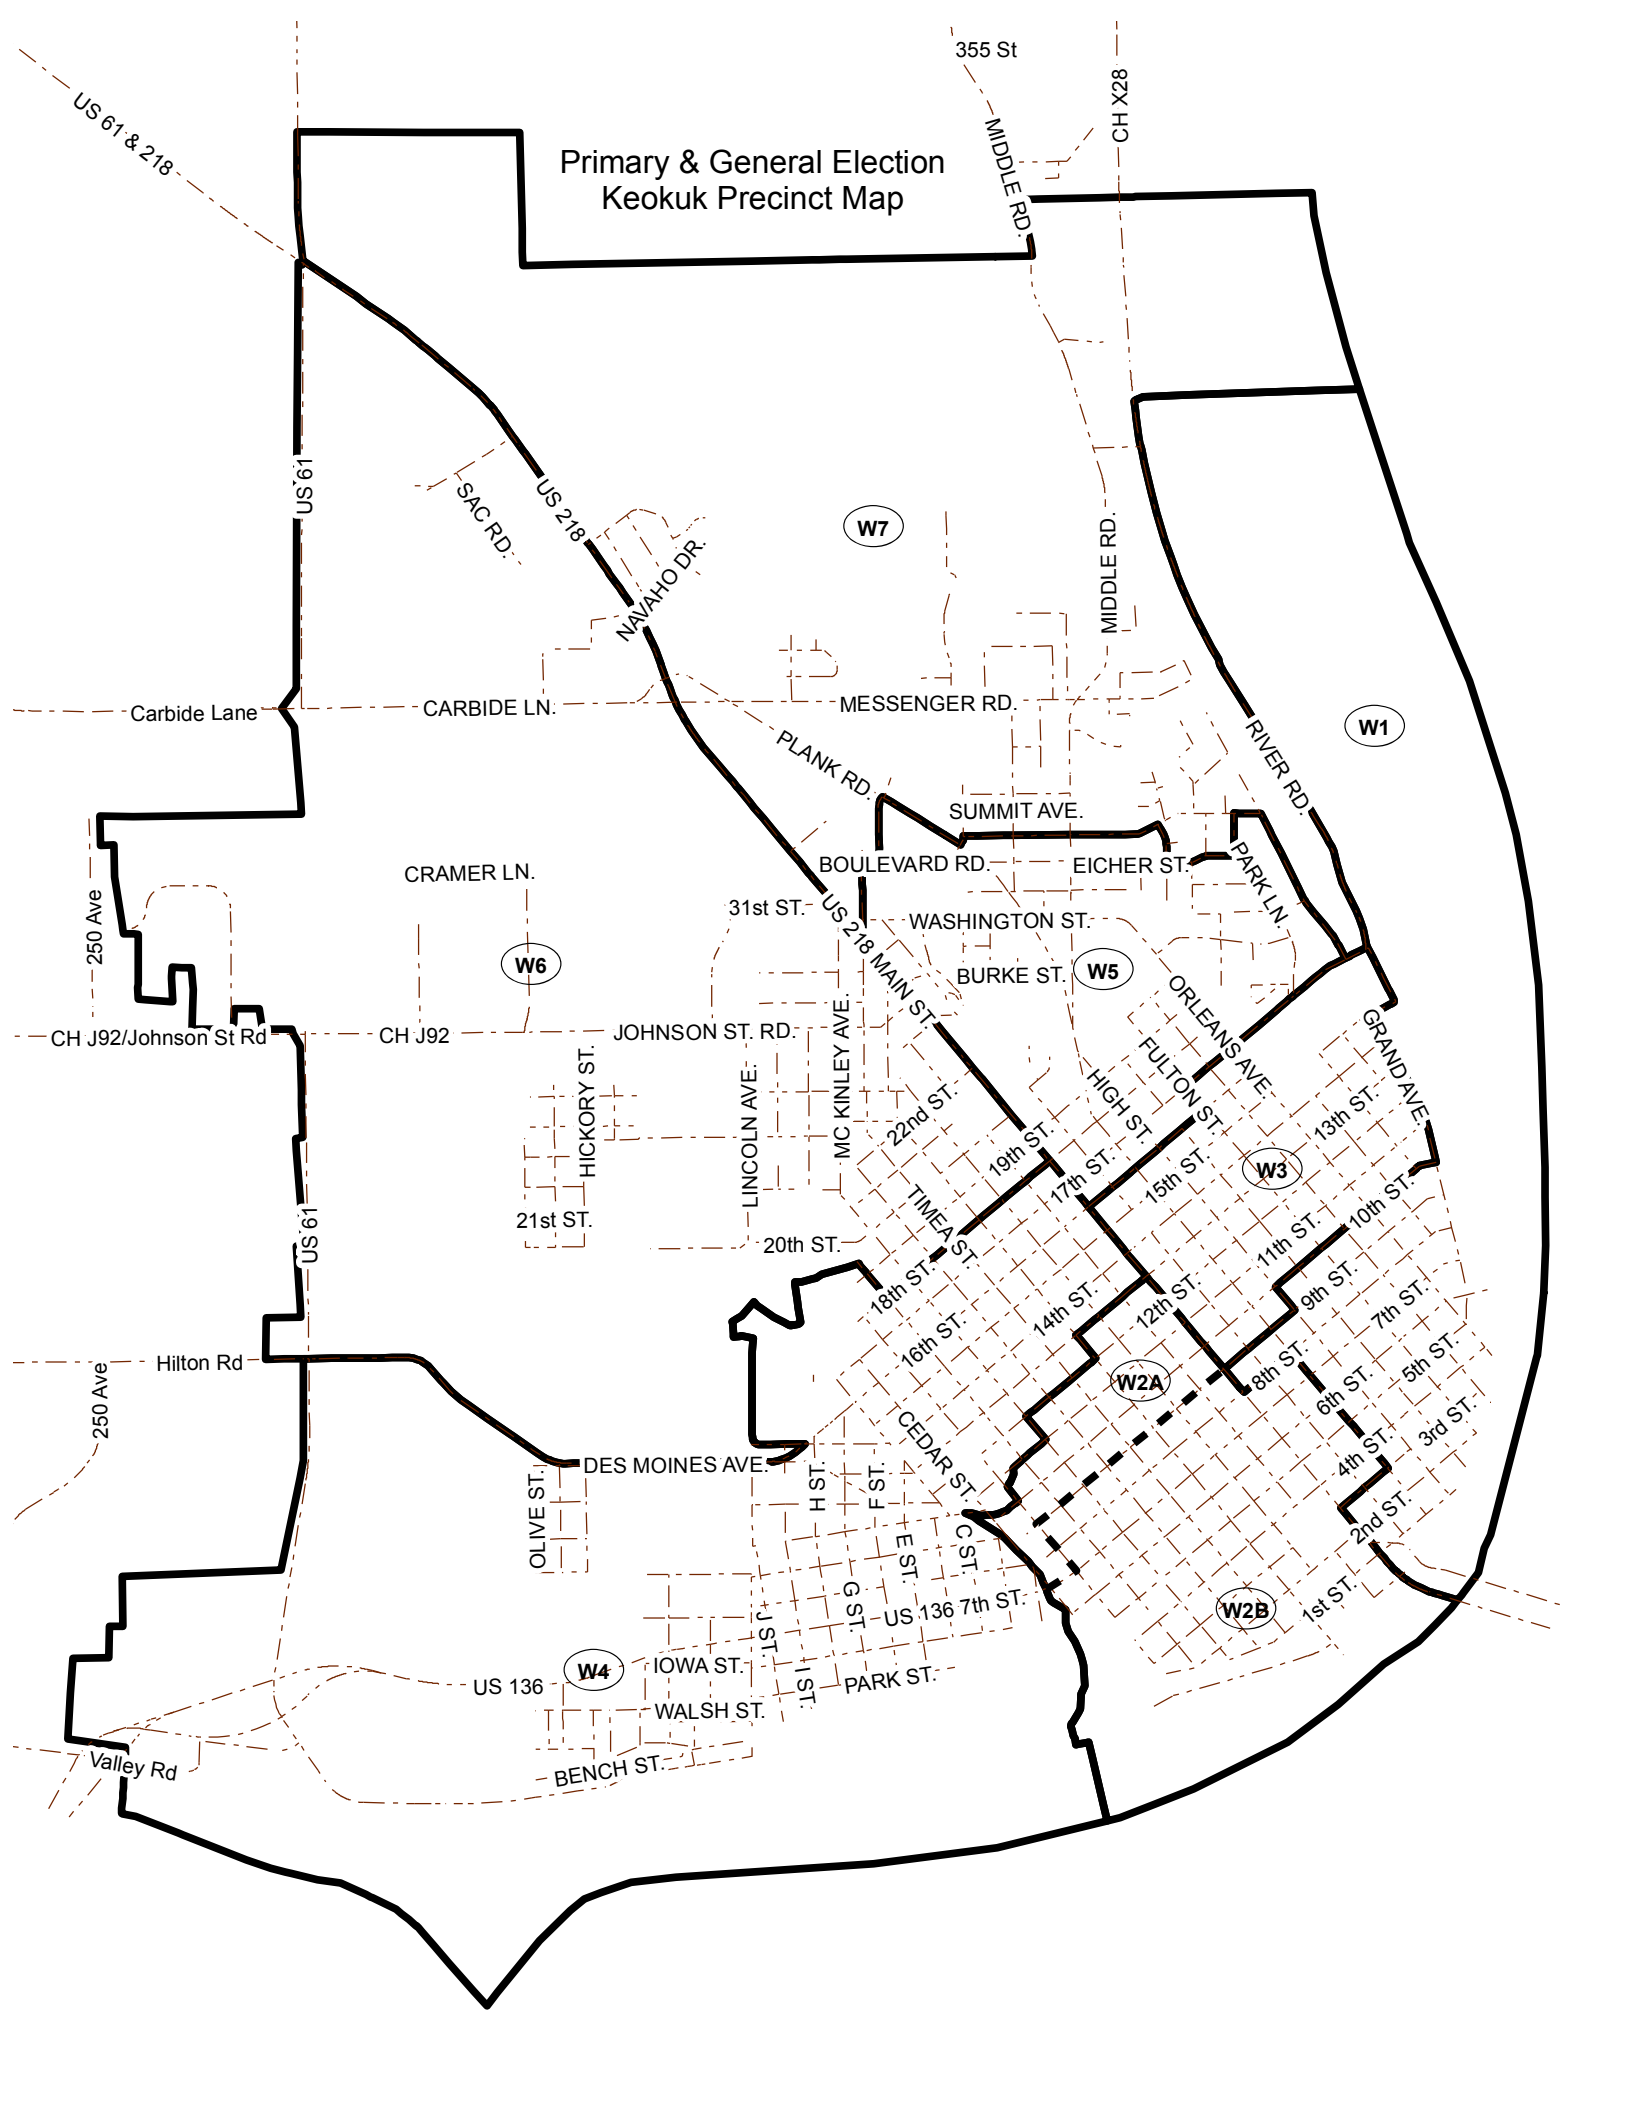 355 St
US 61 & 218
CH X28
MIDDLE RD.
Primary & General Election
Keokuk Precinct Map
US 61
SAC RD.
US 218
W7
MIDDLE RD.
NAVAHO DR.
Carbide Lane
CARBIDE LN.
MESSENGER RD.
W1
RIVER RD.
PLANK RD.
SUMMIT AVE.
BOULEVARD RD.
EICHER ST.
PARK LN.
CRAMER LN.
31st ST.
US 218 MAIN ST.
WASHINGTON ST.
250 Ave
W6
BURKE ST.
W5
ORLEANS AVE.
CH J92/Johnson St Rd
CH J92
JOHNSON ST. RD.
MC KINLEY AVE.
GRAND AVE.
HICKORY ST.
LINCOLN AVE.
22nd ST.
HIGH ST.
FULTON ST.
13th ST.
19th ST.
17th ST.
15th ST.
W3
10th ST.
US 61
21st ST.
20th ST.
TIMEA ST.
11th ST.
18th ST.
16th ST.
14th ST.
12th ST.
9th ST.
7th ST.
Hilton Rd
250 Ave
W2A
8th ST.
6th ST.
5th ST.
CEDAR ST.
4th ST.
3rd ST.
DES MOINES AVE.
OLIVE ST.
H ST.
F ST.
E ST.
C ST.
2nd ST.
G ST.
US 136 7th ST.
W2B
1st ST.
J ST.
I ST.
W4
IOWA ST.
US 136
PARK ST.
WALSH ST.
Valley Rd
BENCH ST.